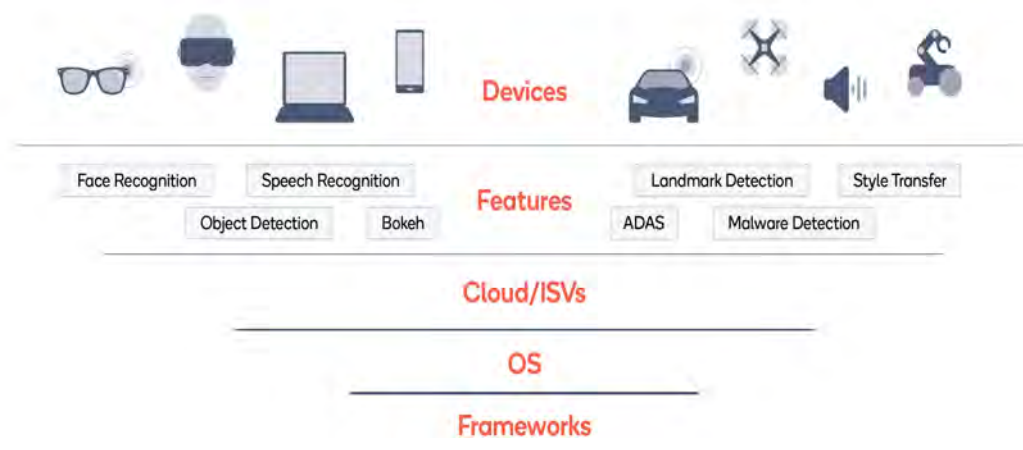 Devices
Face Recognition Speech Recognition Landmark Detection Style Transfer
Features
Object Detection Bokeh ADAS Malware Detection
Cloud/ISVs
OS
Frameworks